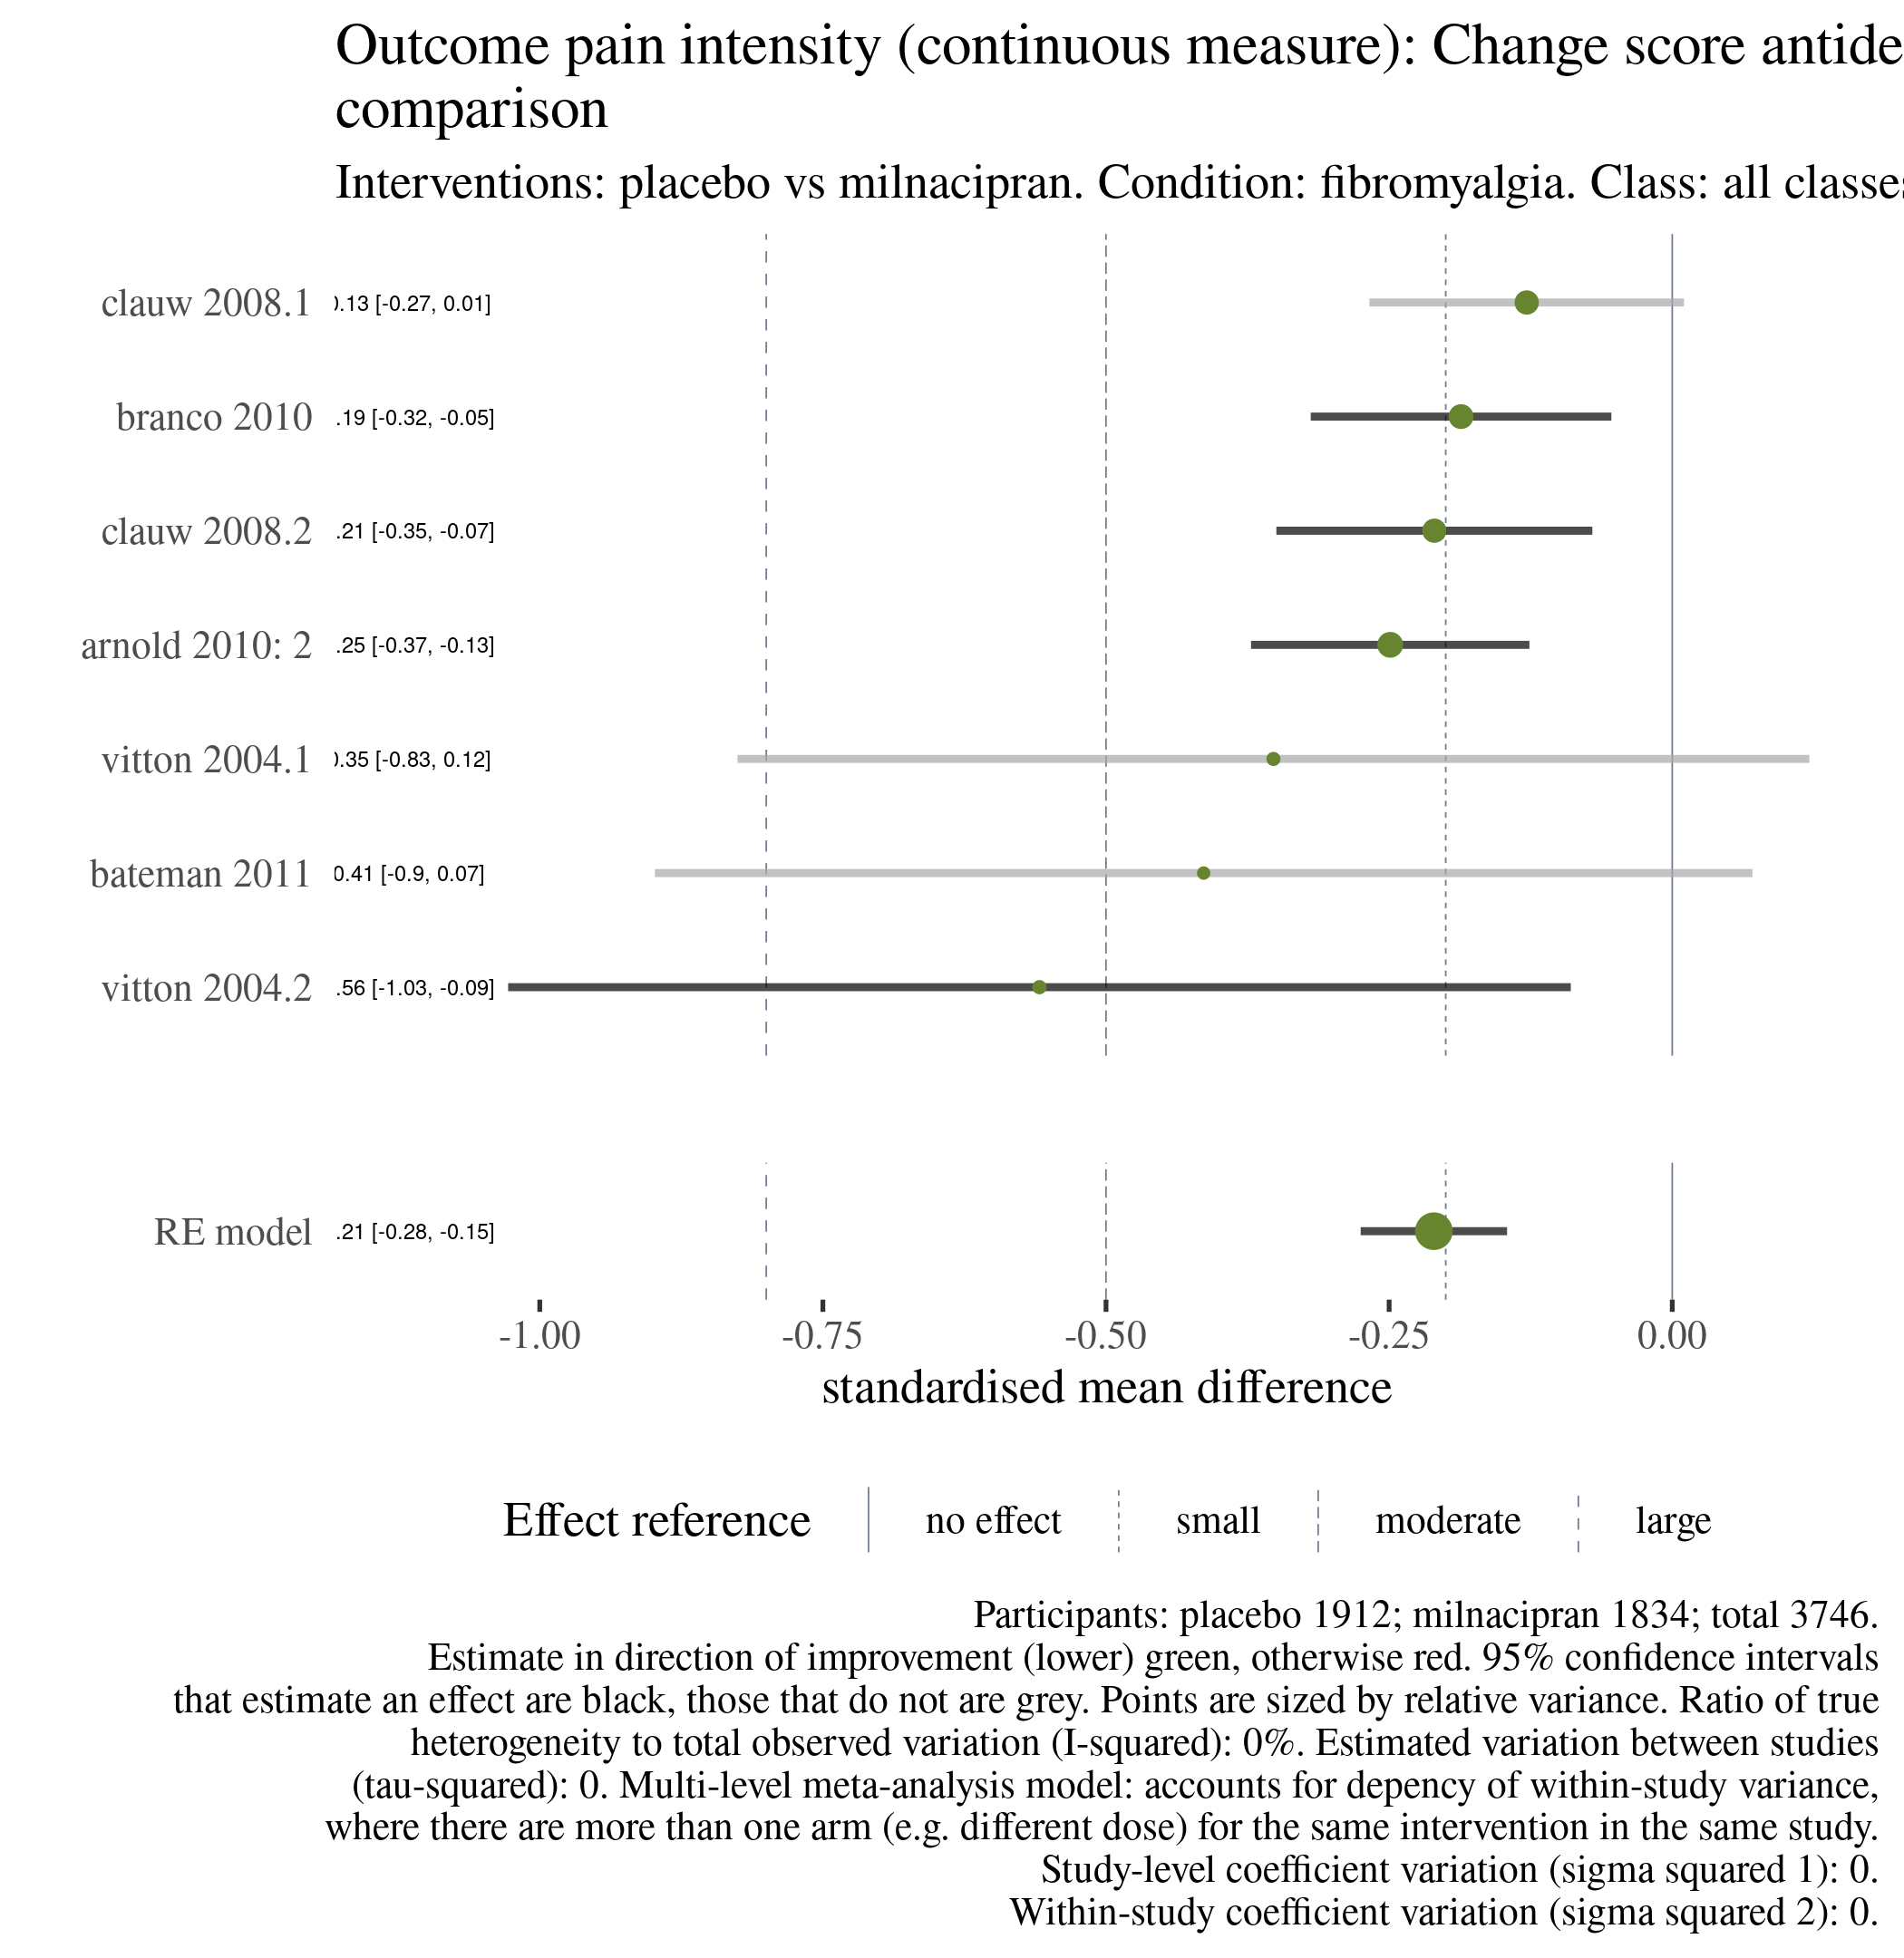 Outcome pain intensity (continuous measure): Change score antide
comparison
Interventions: placebo vs milnacipran. Condition: fibromyalgia. Class: all classes
clauw 2008.1 0.13 [-0.27, 0.01]
branco 2010 .19 [-0.32, -0.05]
clauw 2008.2 .21 [-0.35, -0.07]
arnold 2010: 2 .25 [-0.37, -0.13]
vitton 2004.1 0.35 [-0.83, 0.12]
bateman 2011 0.41 [-0.9, 0.07]
vitton 2004.2 .56 [-1.03, -0.09]
RE model .21 [-0.28, -0.15]
-1.00 -0.75 -0.50 -0.25 0.00
standardised mean difference
Effect reference no effect small moderate large
Participants: placebo 1912; milnacipran 1834; total 3746.
Estimate in direction of improvement (lower) green, otherwise red. 95% confidence intervals
that estimate an effect are black, those that do not are grey. Points are sized by relative variance. Ratio of true
heterogeneity to total observed variation (I-squared): 0%. Estimated variation between studies
(tau-squared): 0. Multi-level meta-analysis model: accounts for depency of within-study variance,
where there are more than one arm (e.g. different dose) for the same intervention in the same study.
Study-level coefficient variation (sigma squared 1): 0.
Within-study coefficient variation (sigma squared 2): 0.